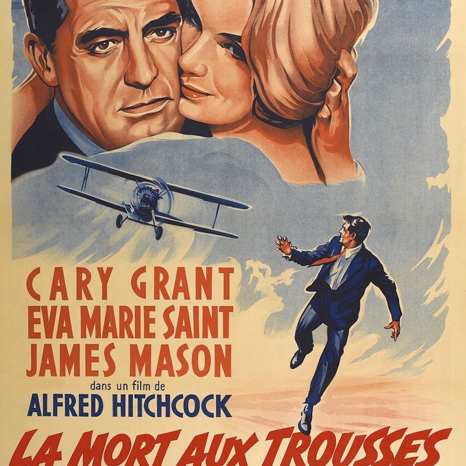 CARY GRANT
EVA MARIE SAINT
JAMES MASON
dans un film de
ALFRED HITCHCOCK
LA MORT AUX TROUSSES